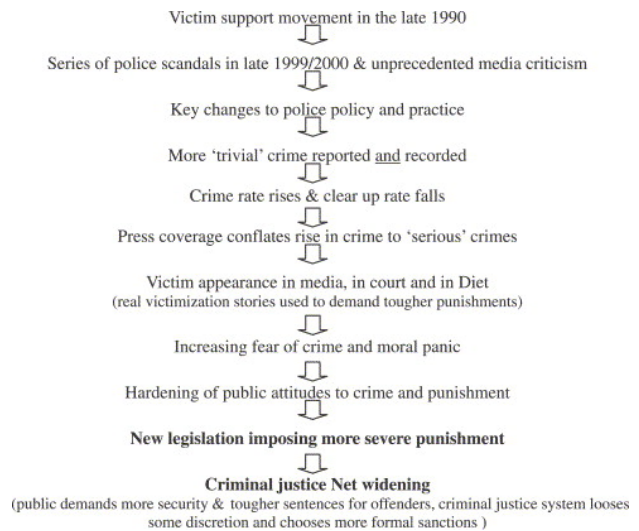 Victim support movement in the late 1990
Series of police scandals in late 1999/2000 & unprecedented media criticism
Key changes to police policy and practice
More ‘trivial’ crime reported and recorded
Crime rate rises & clear up rate falls
Press coverage conflates rise in crime to ‘serious’ crimes
Victim appearance in media, in court and in Diet
(real victimization stories used to demand tougher punishments)
Increasing fear of crime and moral panic
Hardening of public attitudes to crime and punishment
New legislation imposing more severe punishment
Criminal justice Net widening
(public demands more security & tougher sentences for offenders, criminal justice system looses
some discretion and chooses more formal sanctions )